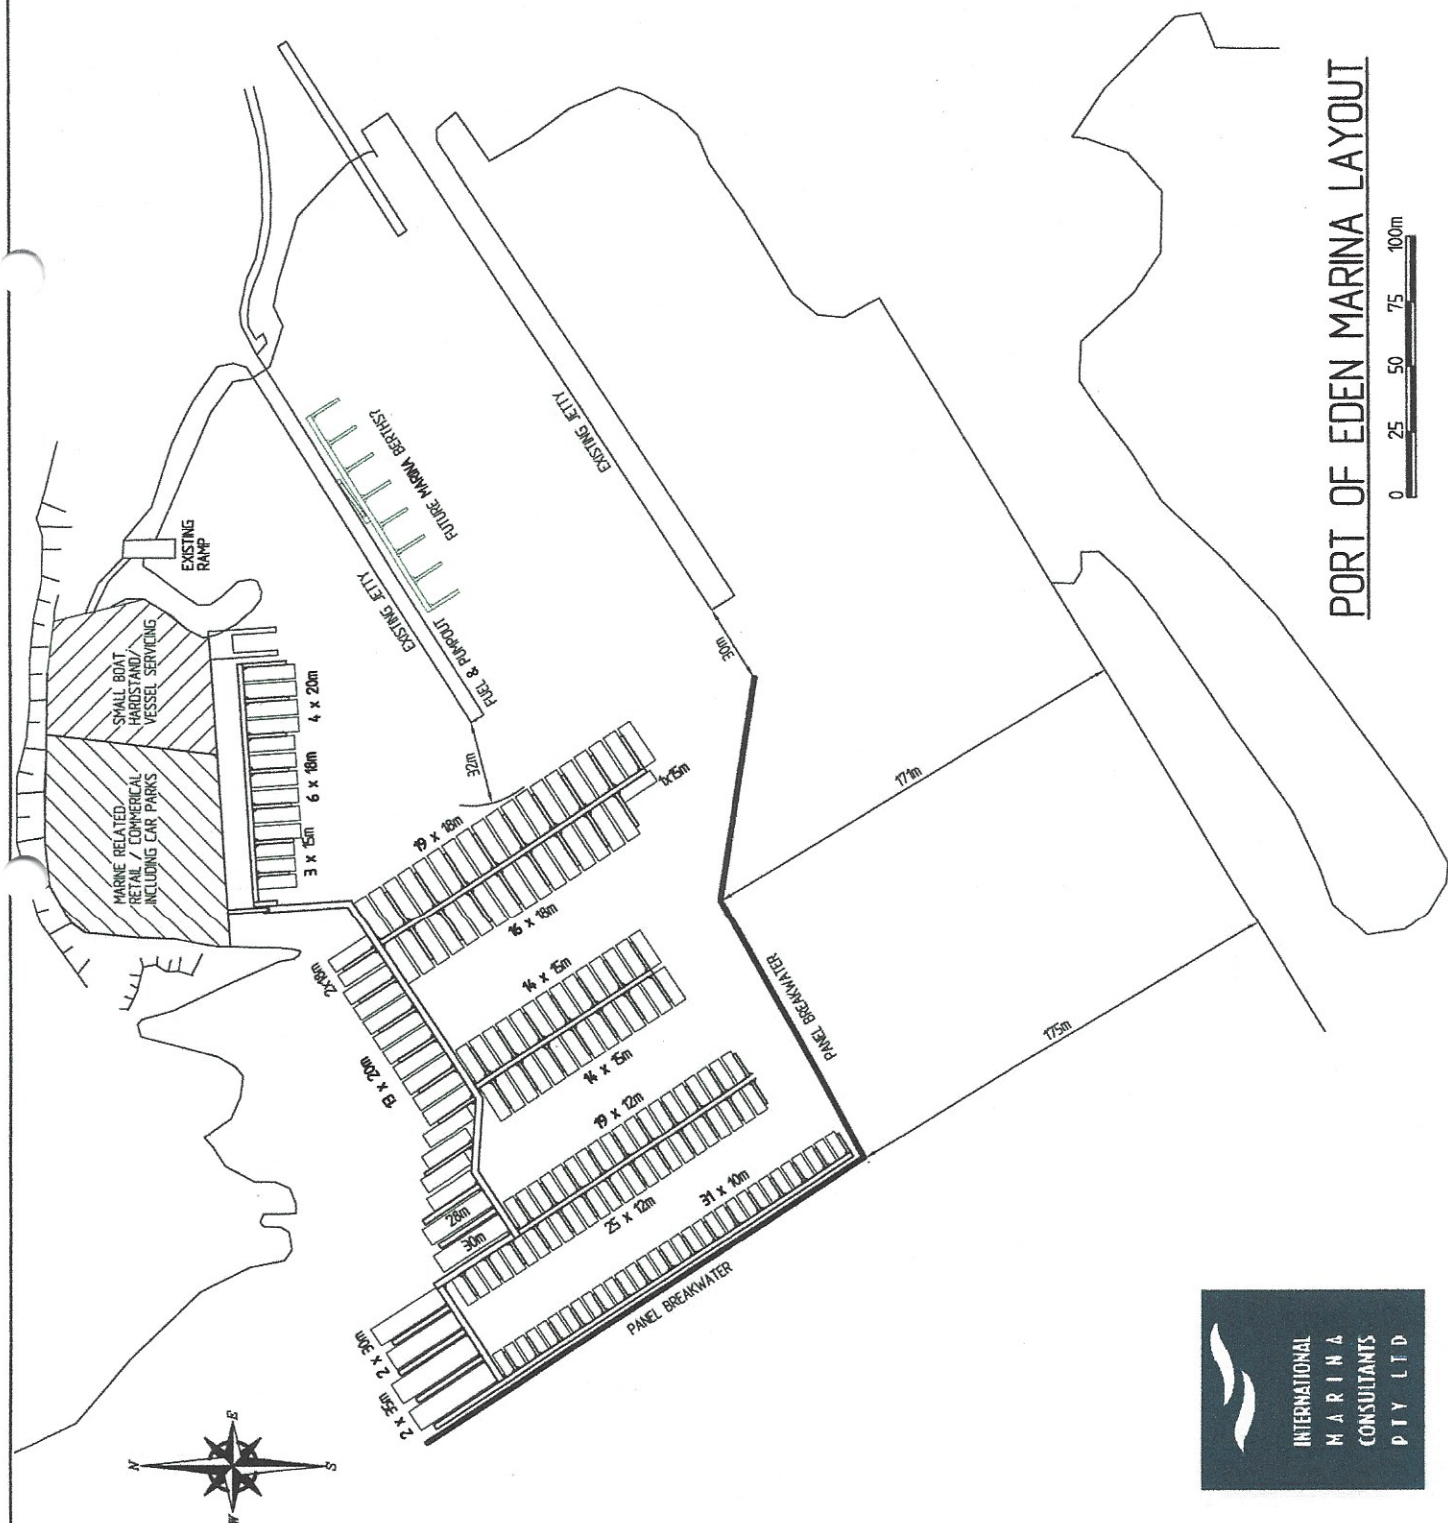 PORT OF EDEN MARINA LAYOUT
0 25 50 75 100m
EXISTING
RAMP
SMALL BOAT
HARDSTAND/
VESSEL SERVICING
MARINE RELATED
RETAIL / COMMERICAL
INCLUDING CAR PARKS
3 x 15m
6 x 18m
4 x 20m
EXISTING JETTY
FUTURE MARINA BERTHS?
FUEL & PUMPOUT
EXISTING JETTY
30m
32m
19 x 18m
1x15m
16 x 18m
2x18m
14 x 15m
14 x 15m
13 x 20m
19 x 12m
25 x 12m
31 x 10m
28m
30m
2 x 30m
2 x 35m
PANEL BREAKWATER
PANEL BREAKWATER
171m
175m
N
E
S
W
INTERNATIONAL
MARINA
CONSULTANTS
PTY LTD